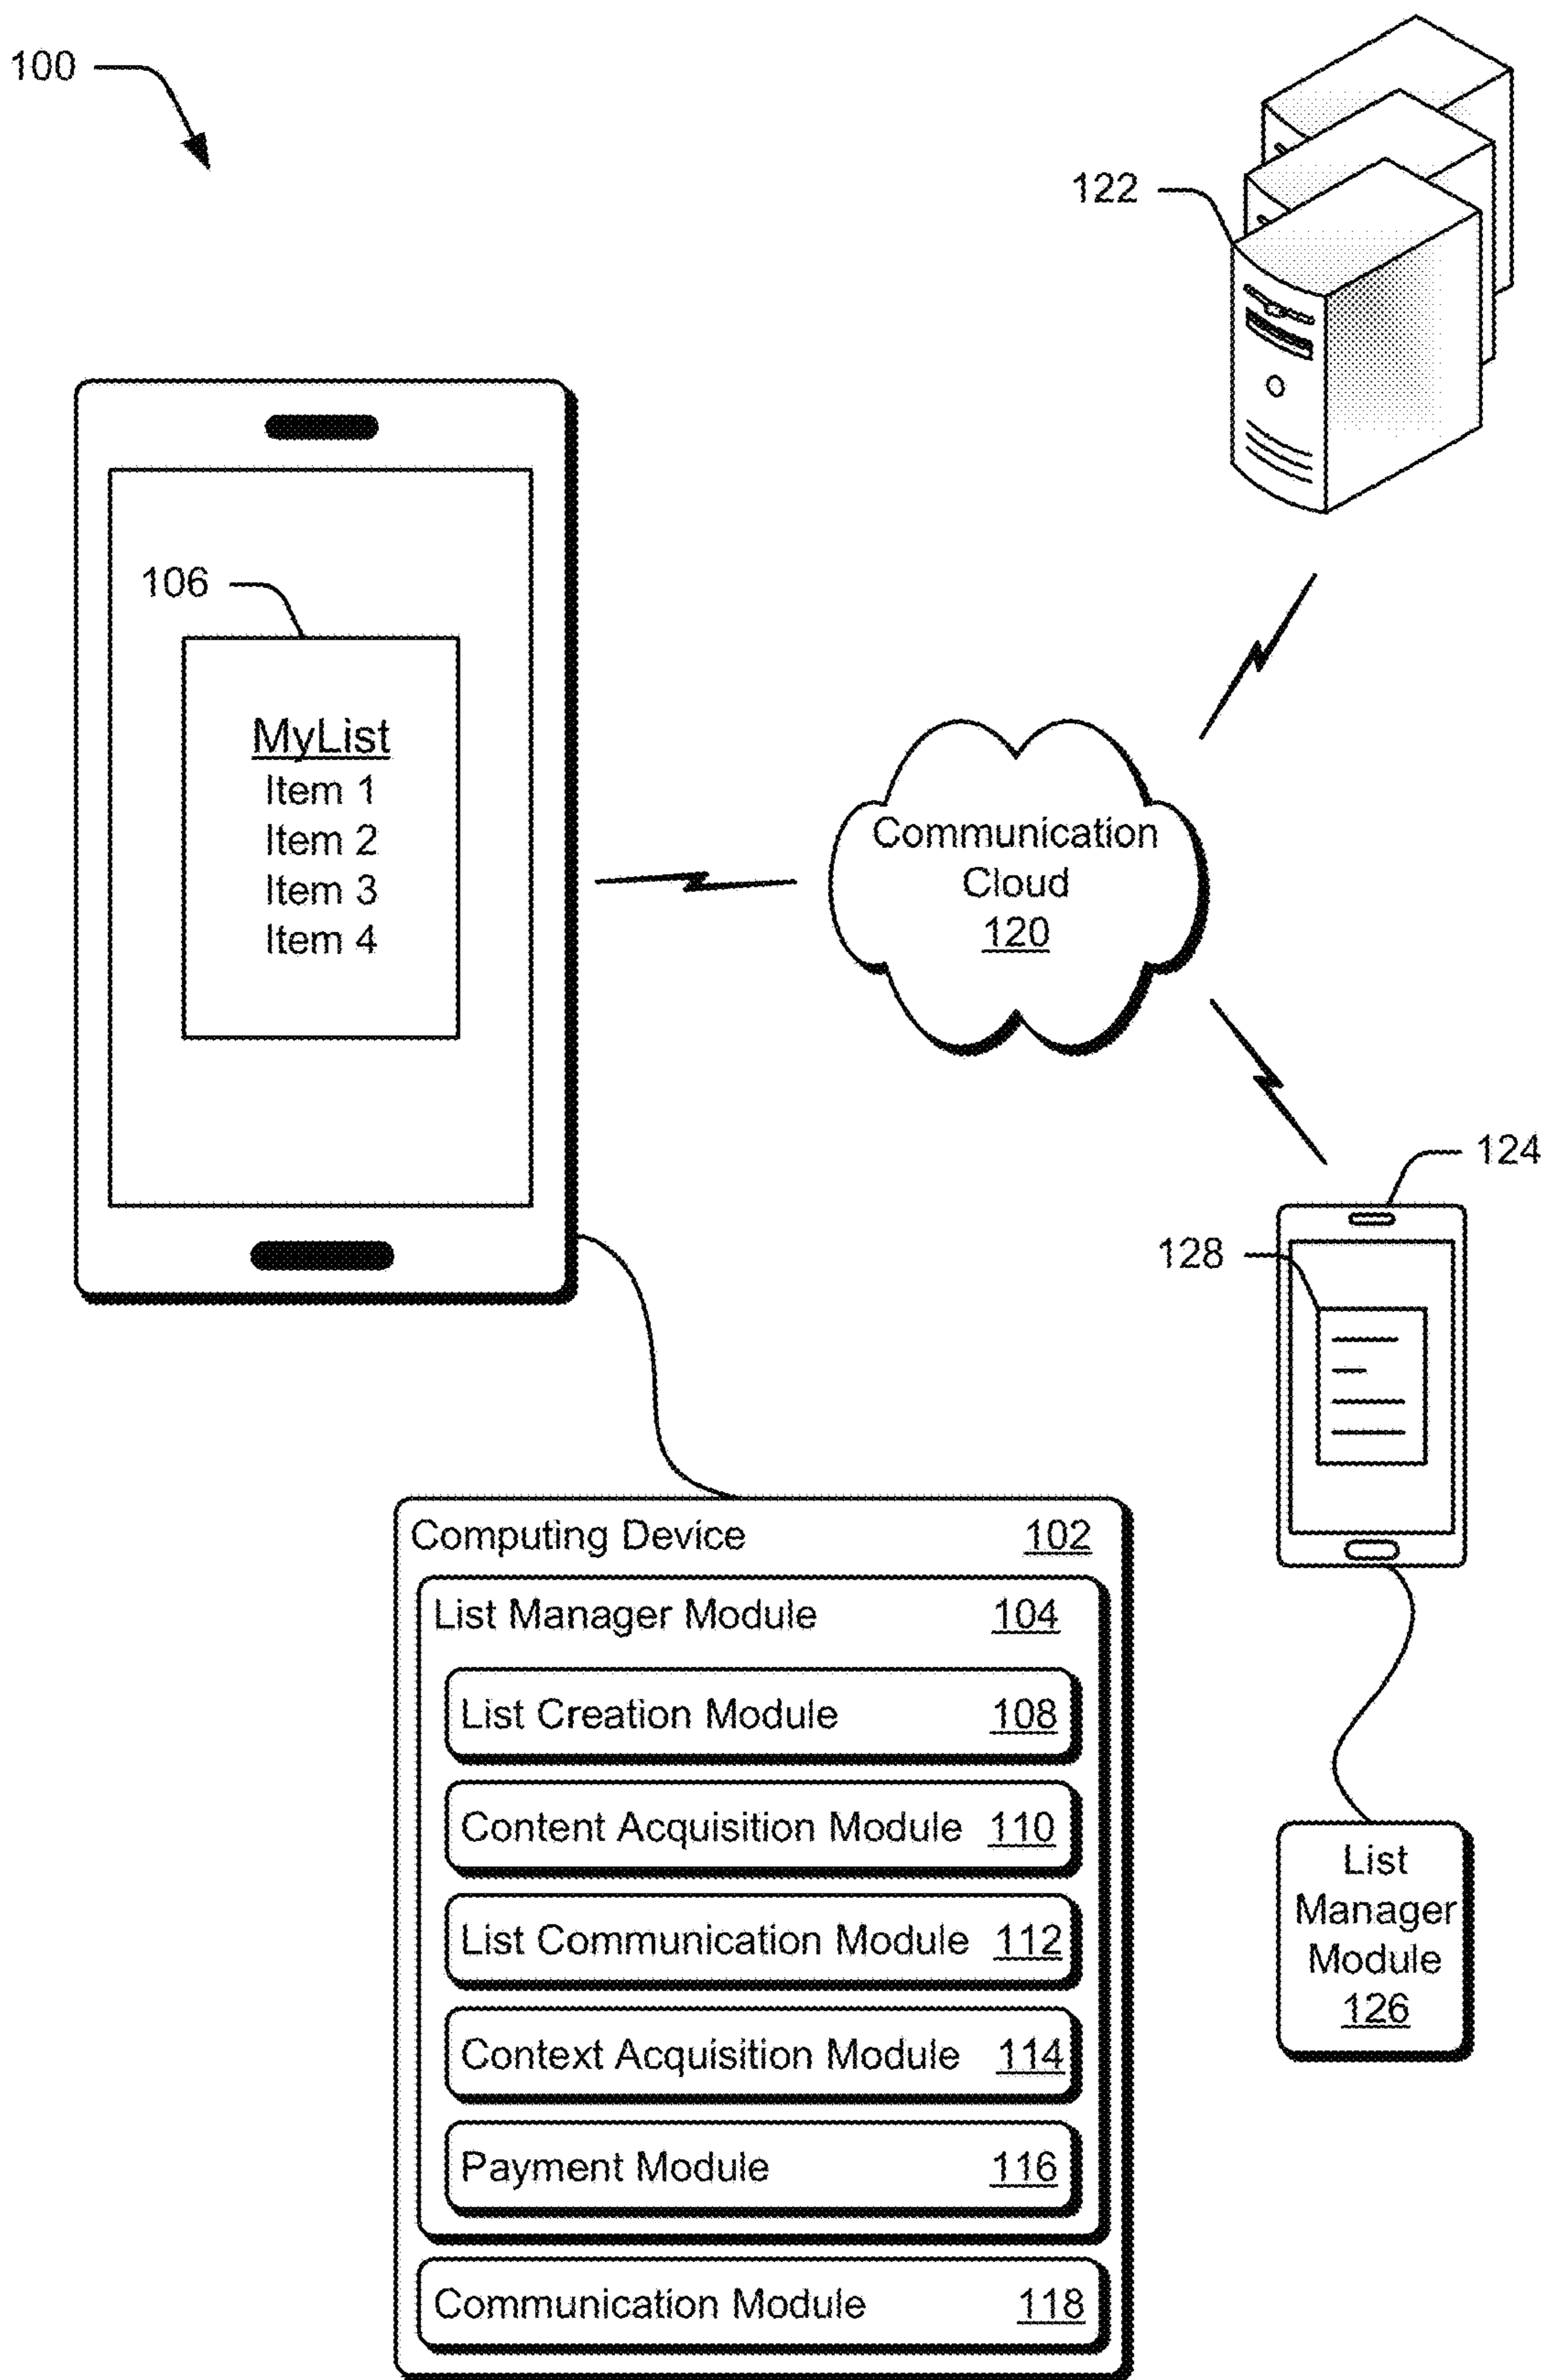 100
122
106
MyList
Item 1
Item 2
Item 3
Item 4
Communication
Cloud
120
124
128
Computing Device 102
List Manager Module 104
List Creation Module 108
Content Acquisition Module 110
List Communication Module 112
Context Acquisition Module 114
Payment Module 116
Communication Module 118
List
Manager
Module
126